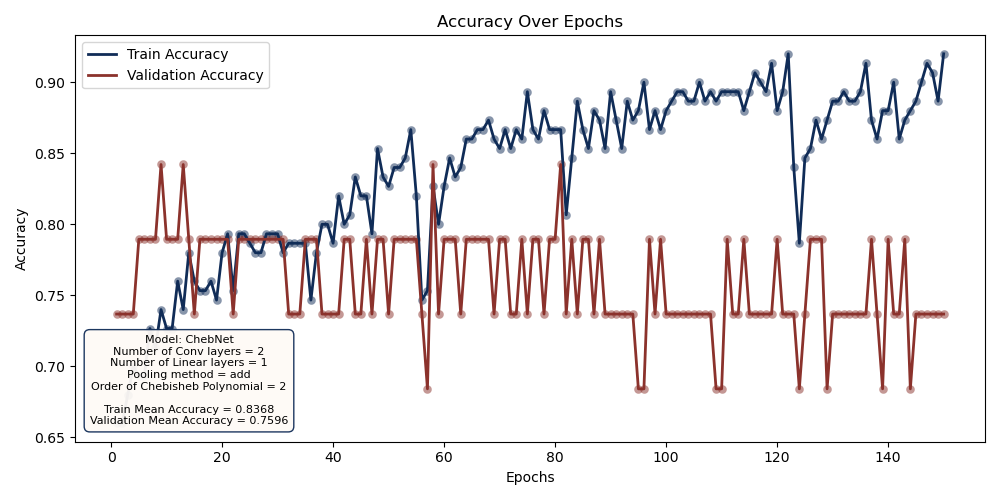 Accuracy Over Epochs
Train Accuracy
Validation Accuracy
Accuracy
0.90
0.85
0.80
0.75
0.70
0.65
Model: ChebNet
Number of Conv layers = 2
Number of Linear layers = 1
Pooling method = add
Order of Chebisheb Polynomial = 2
Train Mean Accuracy = 0.8368
Validation Mean Accuracy = 0.7596
0 20 40 60 80 100 120 140
Epochs